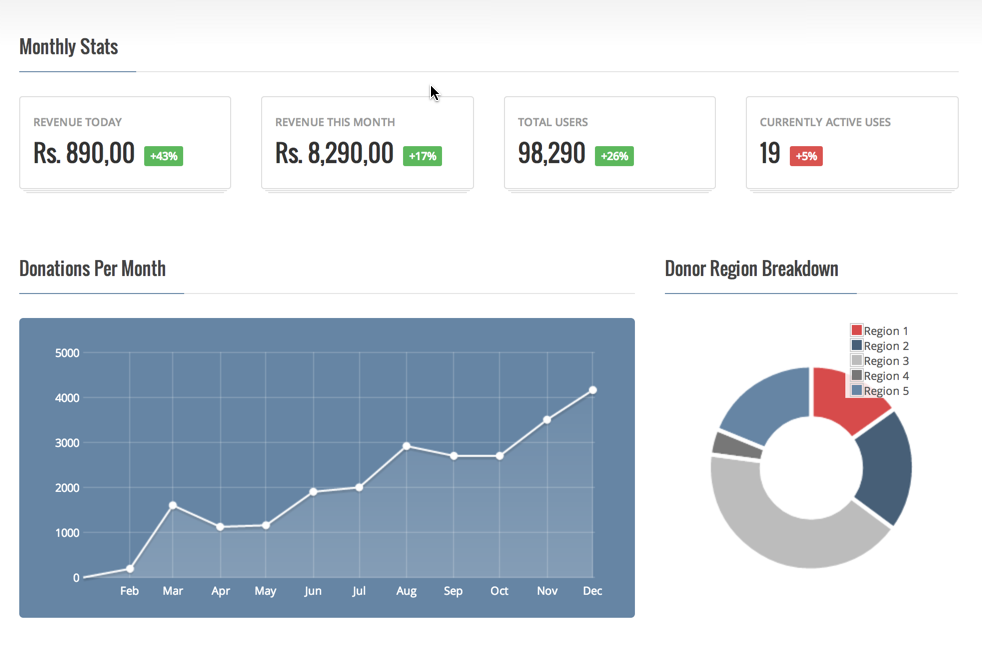 Monthly Stats
REVENUE TODAY
Rs. 890,00 +43%
REVENUE THIS MONTH
Rs. 8,290,00 +17%
TOTAL USERS
98,290 +26%
CURRENTLY ACTIVE USES
19 +5%
Donations Per Month
5000
4000
3000
2000
1000
0
Feb Mar Apr May Jun Jul Aug Sep Oct Nov Dec
Donor Region Breakdown
Region 1
Region 2
Region 3
Region 4
Region 5